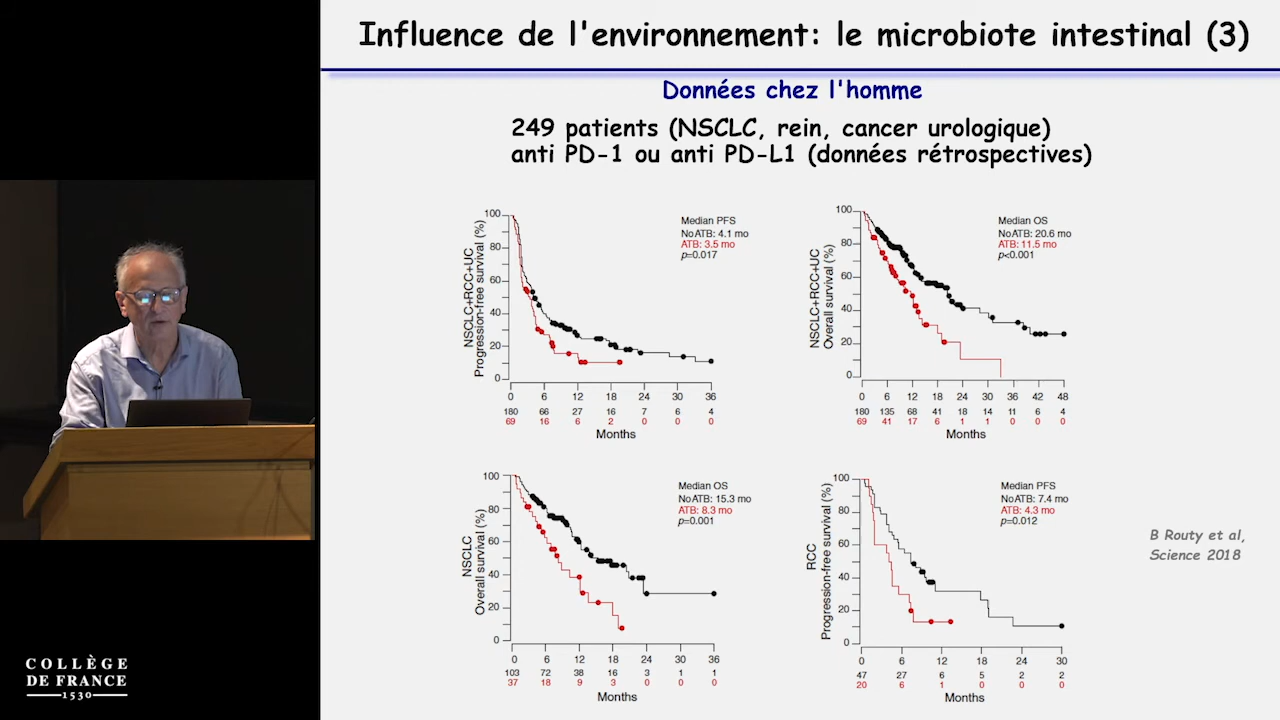 Influence de l'environnement: le microbiote intestinal (3)
Données chez l'homme
249 patients (NSCLC, rein, cancer urologique)
anti PD-1 ou anti PD-L1 (données rétrospectives)
NSCLC+RCC+UC
Progression-free survival (%)
100
80
60
40
20
0
Median PFS
NoATB: 4.1 mo
ATB: 3.5 mo
p=0.017
0 6 12 18 24 30 36
180 66 27 16 7 6 4
69 16 6 2 0 0 0
Months
NSCLC+RCC+UC
Overall survival (%)
100
80
60
40
20
0
Median OS
NoATB: 20.6 mo
ATB: 11.5 mo
p<0.001
0 6 12 18 24 30 36 42 48
180 135 68 41 18 14 11 6 4
69 41 17 6 1 1 0 0 0
Months
NSCLC
Overall survival (%)
100
80
60
40
20
0
Median OS
NoATB: 15.3 mo
ATB: 8.3 mo
p=0.001
0 6 12 18 24 30 36
103 72 38 16 3 1 1
37 18 9 3 0 0 0
Months
RCC
Progression-free survival (%)
100
80
60
40
20
0
Median PFS
NoATB: 7.4 mo
ATB: 4.3 mo
p=0.012
0 6 12 18 24 30
47 27 6 5 2 2
20 6 1 0 0 0
Months
B Routy et al,
Science 2018
COLLÈGE
DE FRANCE
1530